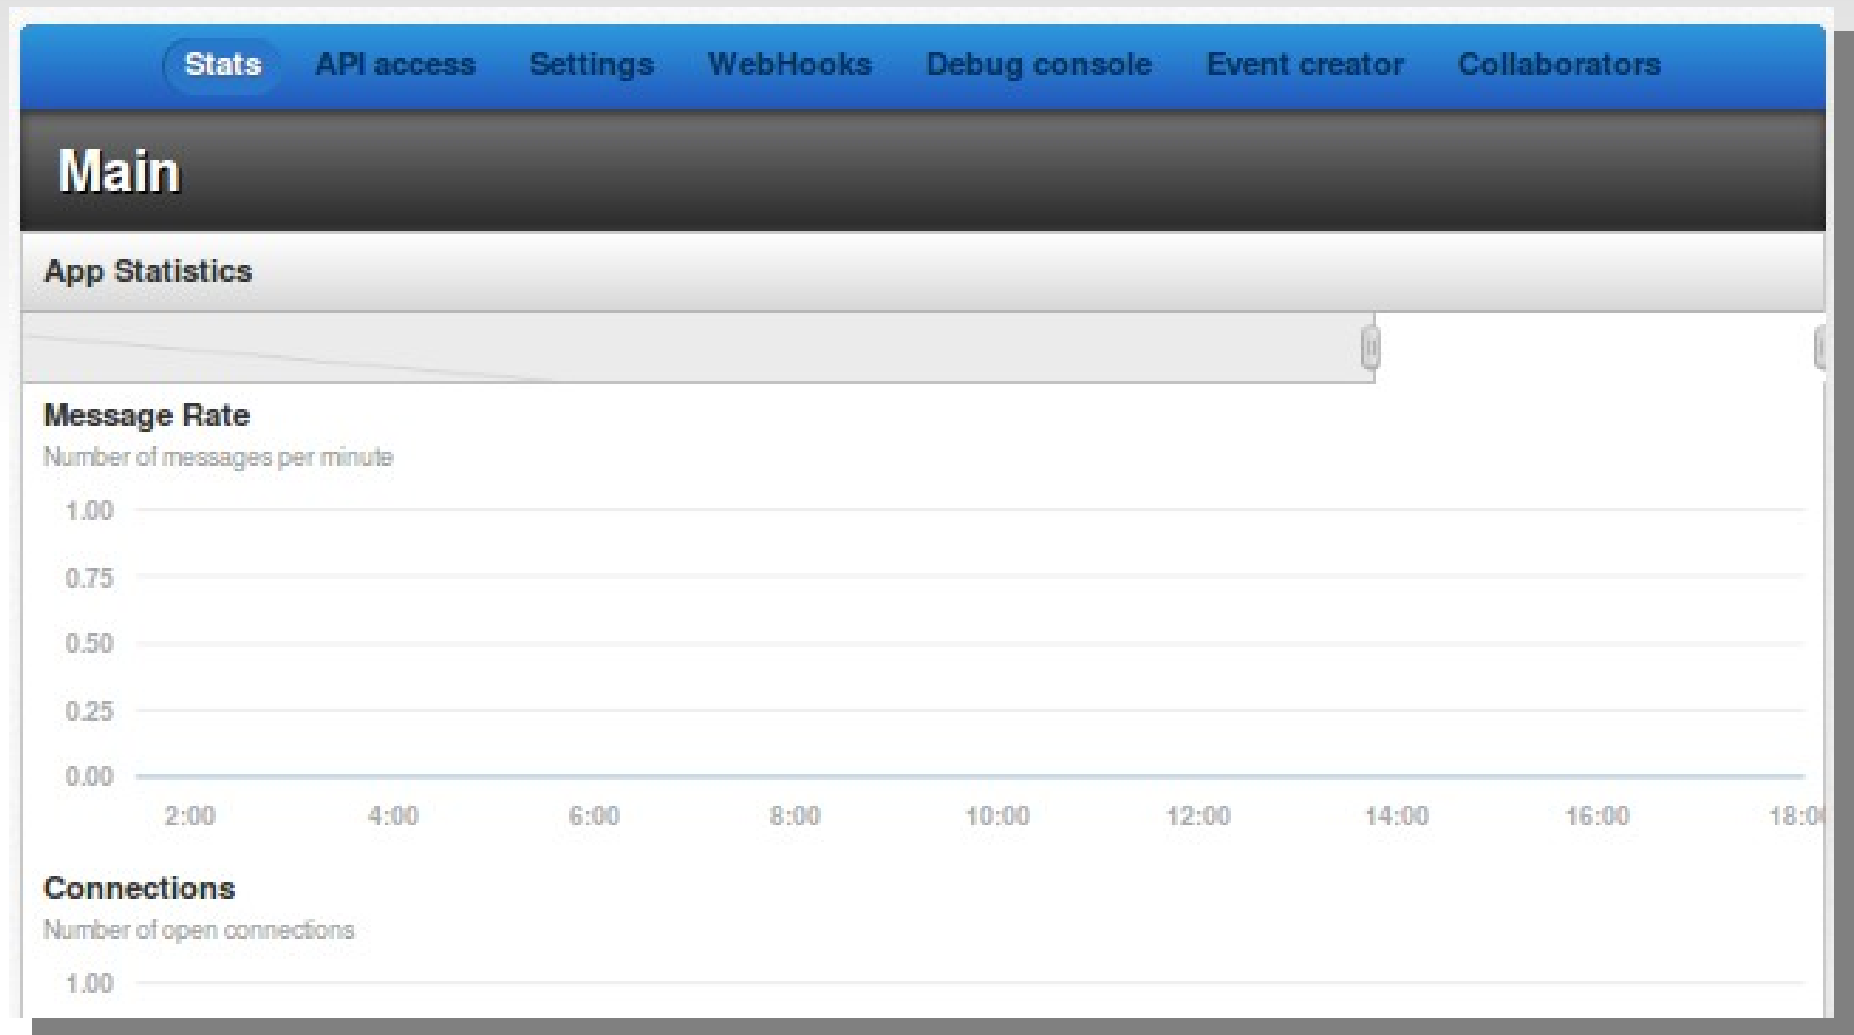 Stats API access Settings WebHooks Debug console Event creator Collaborators
Main
App Statistics
Message Rate
Number of messages per minute
1.00
0.75
0.50
0.25
0.00
2:00 4:00 6:00 8:00 10:00 12:00 14:00 16:00 18:00
Connections
Number of open connections
1.00